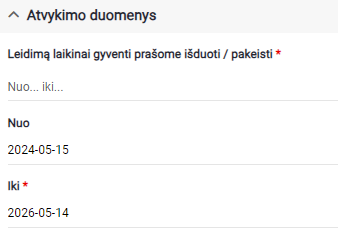 Atvykimo duomenys
Leidimą laikinai gyventi prašome išduoti / pakeisti *
Nuo... iki...
Nuo
2024-05-15
Iki *
2026-05-14